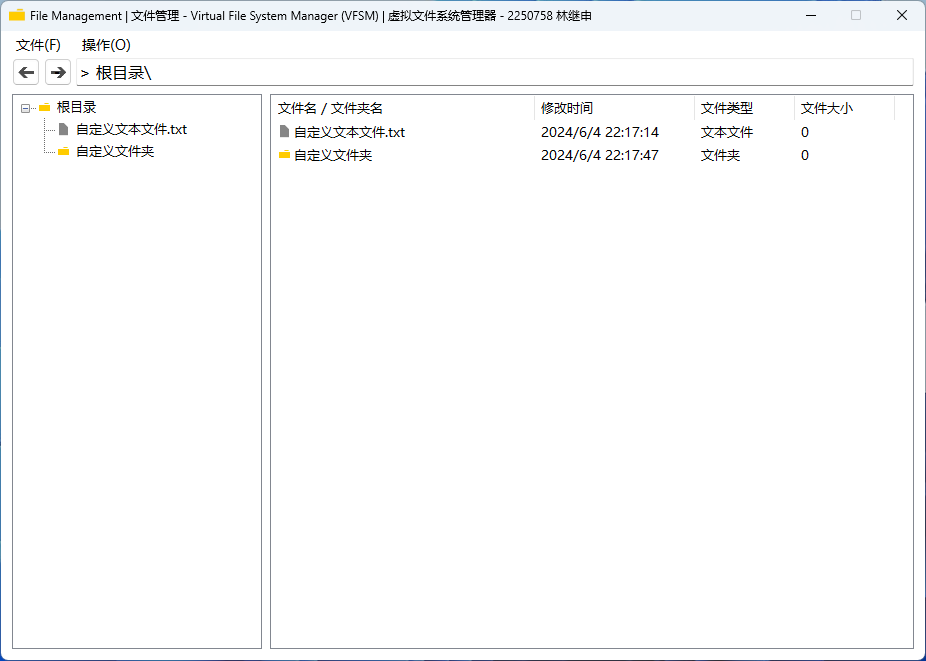 File Management | 文件管理 - Virtual File System Manager (VFSM) | 虚拟文件系统管理器 - 2250758 林继申
文件(F) 操作(O)
> 根目录\
根目录
自定义文本文件.txt
自定义文件夹
文件名 / 文件夹名 修改时间 文件类型 文件大小
自定义文本文件.txt 2024/6/4 22:17:14 文本文件 0
自定义文件夹 2024/6/4 22:17:47 文件夹 0